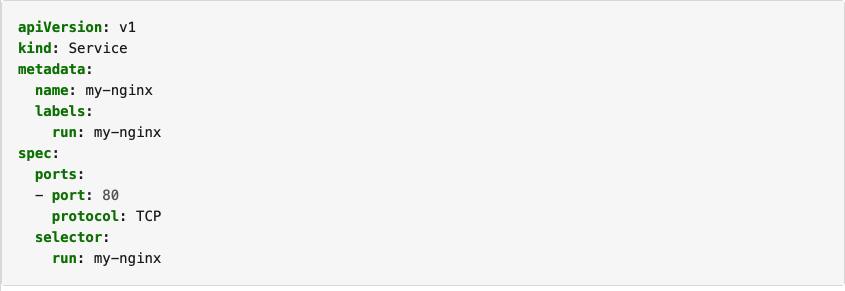 apiVersion: v1
kind: Service
metadata:
  name: my-nginx
  labels:
    run: my-nginx
spec:
  ports:
  - port: 80
    protocol: TCP
  selector:
    run: my-nginx